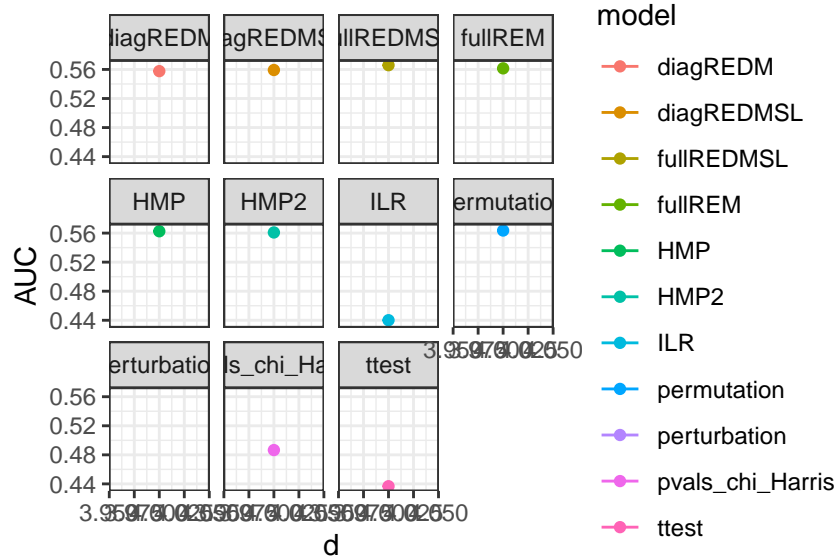 diagREDM
agREDMS
ullREDMS
fullREM
0.56
0.52
0.48
0.44
HMP
HMP2
ILR
ermutatio
0.56
0.52
0.48
0.44
erturbatio
ls_chi_Ha
ttest
0.56
0.52
0.48
0.44
AUC
d
model
diagREDM
diagREDMSL
fullREDMSL
fullREM
HMP
HMP2
ILR
permutation
perturbation
pvals_chi_Harris
ttest